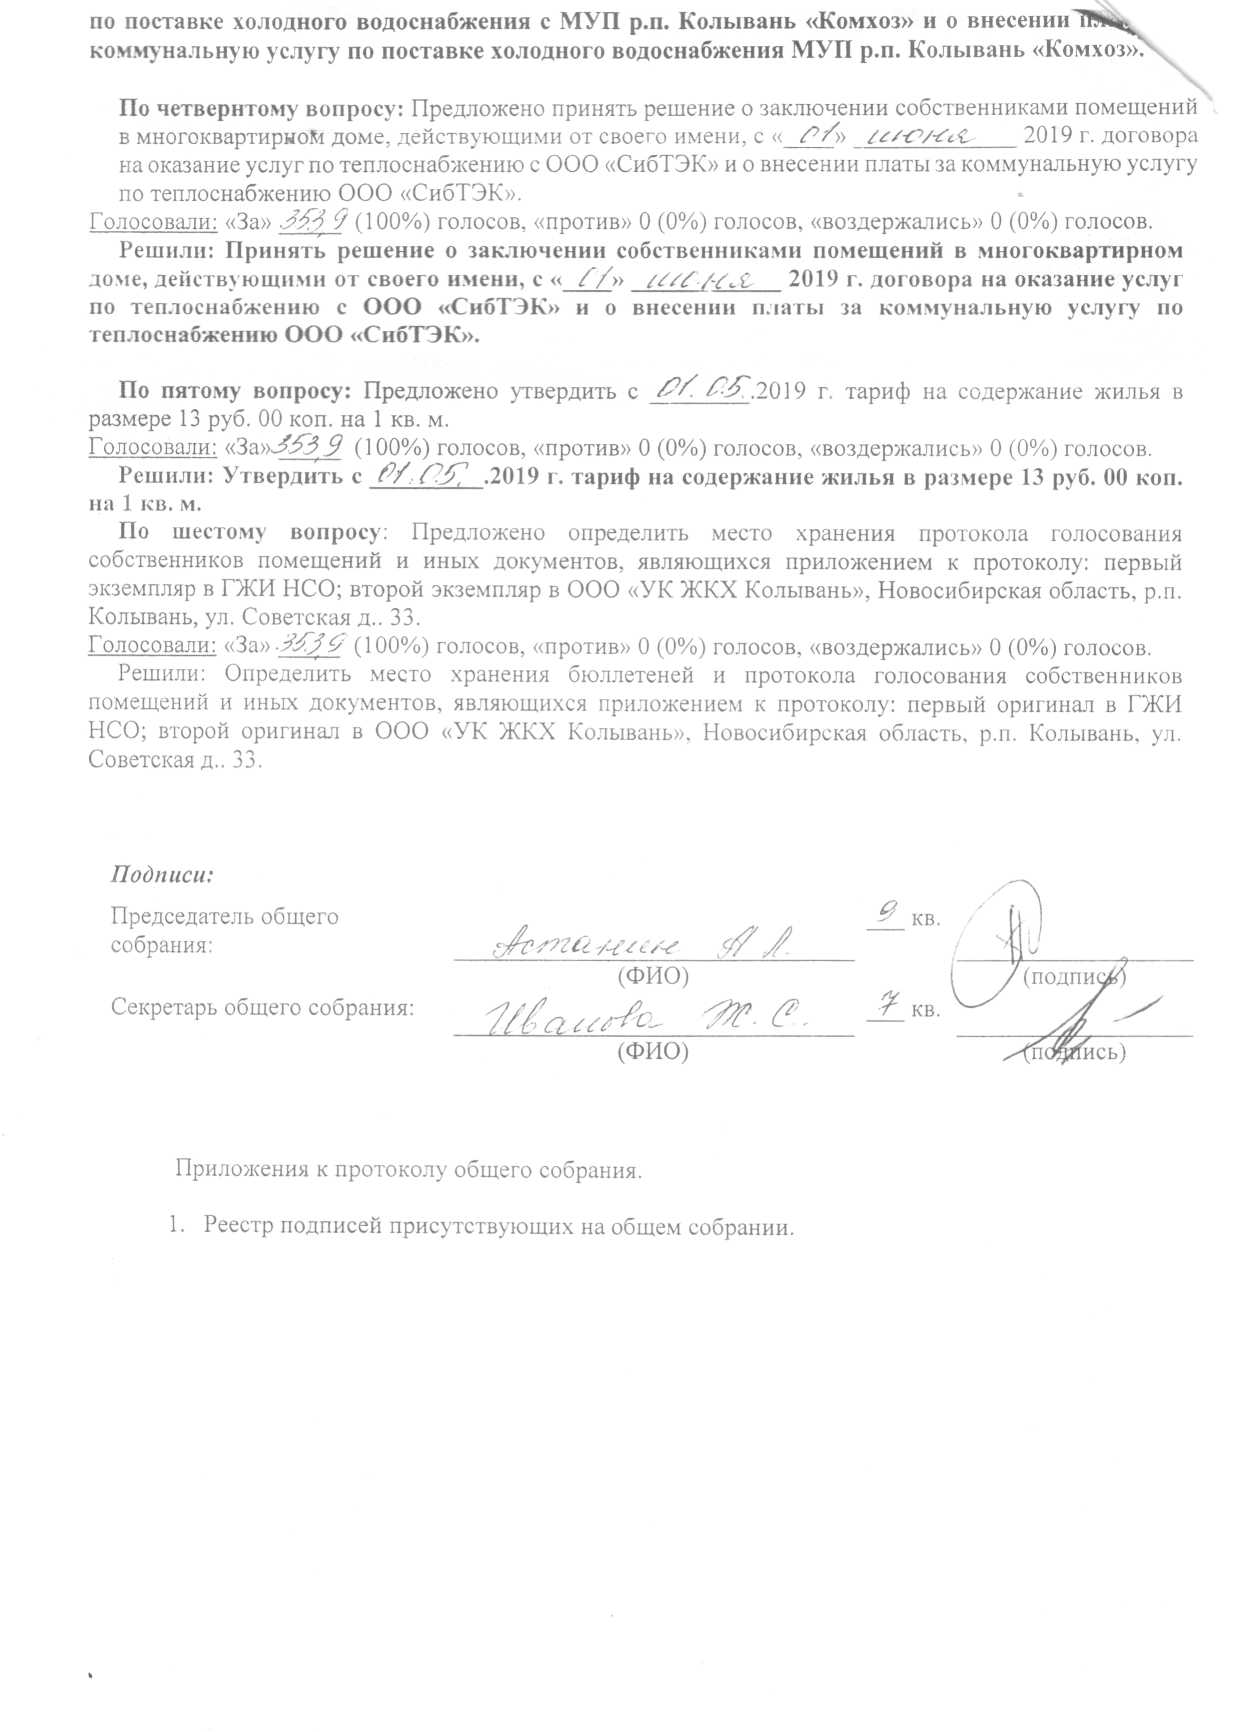 по поставке холодного водоснабжения с МУП р.п. Колывань «Комхоз» и о внесении
коммунальную услугу по поставке холодного водоснабжения МУП р.п. Колывань «Комхоз».
По четвернтому вопросу: Предложено принять решение о заключении собственниками помещений
в многоквартирном доме, действующими от своего имени, с «01» июня 2019 г. договора
на оказание услуг по теплоснабжению с ООО «СибТЭК» и о внесении платы за коммунальную услугу
по теплоснабжению ООО «СибТЭК».
Голосовали: «За» 353,9 (100%) голосов, «против» 0 (0%) голосов, «воздержались» 0 (0%) голосов.
Решили: Принять решение о заключении собственниками помещений в многоквартирном
доме, действующими от своего имени, с «01» июня 2019 г. договора на оказание услуг
по теплоснабжению с ООО «СибТЭК» и о внесении платы за коммунальную услугу по
теплоснабжению ООО «СибТЭК».
По пятому вопросу: Предложено утвердить с 01.05.2019 г. тариф на содержание жилья в
размере 13 руб. 00 коп. на 1 кв. м.
Голосовали: «За» 353,9 (100%) голосов, «против» 0 (0%) голосов, «воздержались» 0 (0%) голосов.
Решили: Утвердить с 01.05.2019 г. тариф на содержание жилья в размере 13 руб. 00 коп.
на 1 кв. м.
По шестому вопросу: Предложено определить место хранения протокола голосования
собственников помещений и иных документов, являющихся приложением к протоколу: первый
экземпляр в ГЖИ НСО; второй экземпляр в ООО «УК ЖКХ Колывань», Новосибирская область, р.п.
Колывань, ул. Советская д.. 33.
Голосовали: «За» 353,9 (100%) голосов, «против» 0 (0%) голосов, «воздержались» 0 (0%) голосов.
Решили: Определить место хранения бюллетеней и протокола голосования собственников
помещений и иных документов, являющихся приложением к протоколу: первый оригинал в ГЖИ
НСО; второй оригинал в ООО «УК ЖКХ Колывань», Новосибирская область, р.п. Колывань, ул.
Советская д.. 33.
Подписи:
Председатель общего
собрания: Астанин А Л. 9 кв.
(ФИО) (подпись)
Секретарь общего собрания: Иванова Ж. С. 7 кв.
(ФИО) (подпись)
Приложения к протоколу общего собрания.
1. Реестр подписей присутствующих на общем собрании.